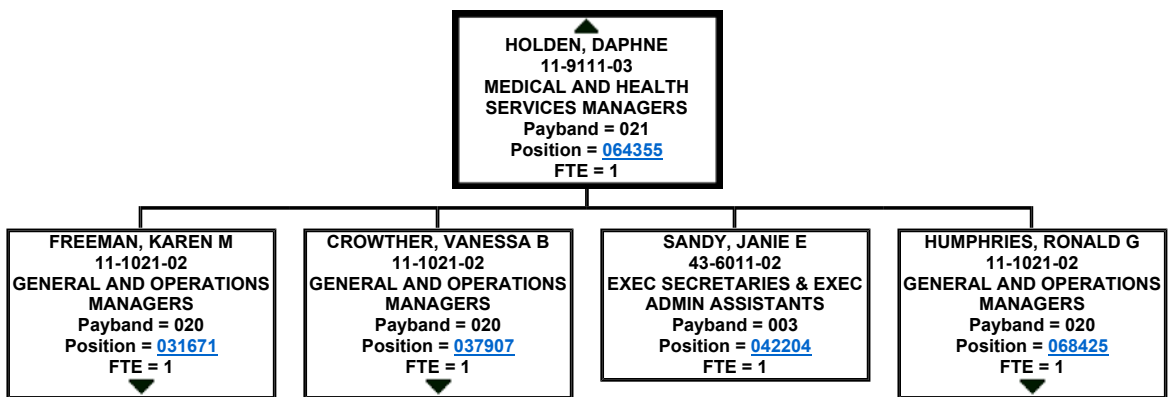 HOLDEN, DAPHNE
11-9111-03
MEDICAL AND HEALTH
SERVICES MANAGERS
Payband = 021
Position = 064355
FTE = 1
FREEMAN, KAREN M
11-1021-02
GENERAL AND OPERATIONS
MANAGERS
Payband = 020
Position = 031671
FTE = 1
CROWTHER, VANESSA B
11-1021-02
GENERAL AND OPERATIONS
MANAGERS
Payband = 020
Position = 037907
FTE = 1
SANDY, JANIE E
43-6011-02
EXEC SECRETARIES & EXEC
ADMIN ASSISTANTS
Payband = 003
Position = 042204
FTE = 1
HUMPHRIES, RONALD G
11-1021-02
GENERAL AND OPERATIONS
MANAGERS
Payband = 020
Position = 068425
FTE = 1